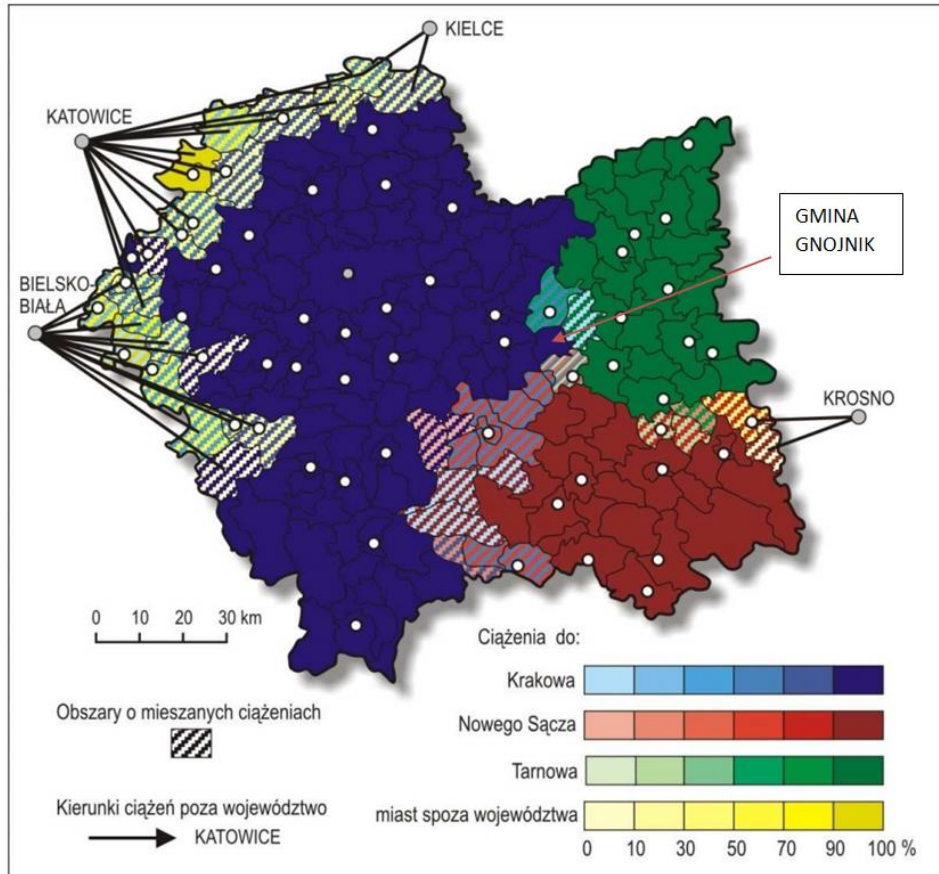 KIELCE
KATOWICE
GMINA
GNOJNIK
BIELSKO-
BIAŁA
KROSNO
0 10 20 30 km
Ciążenia do:
Krakowa
Obszary o mieszanych ciążeniach
Nowego Sącza
Tarnowa
Kierunki ciążeń poza województwo
miast spoza województwa
KATOWICE
0 10 30 50 70 90 100 %